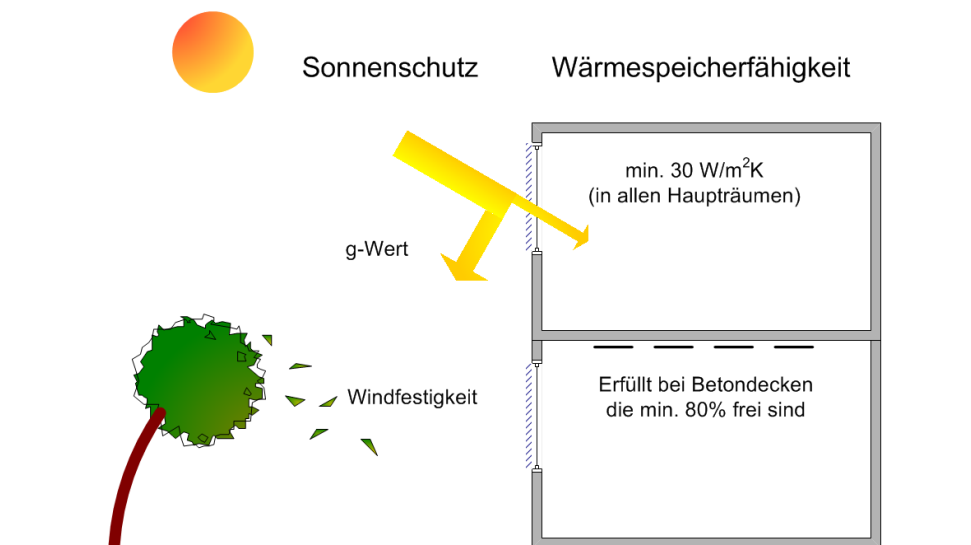 Sonnenschutz
Wärmespeicherfähigkeit
min. 30 W/m²K
(in allen Haupträumen)
g-Wert
Windfestigkeit
Erfüllt bei Betondecken
die min. 80% frei sind